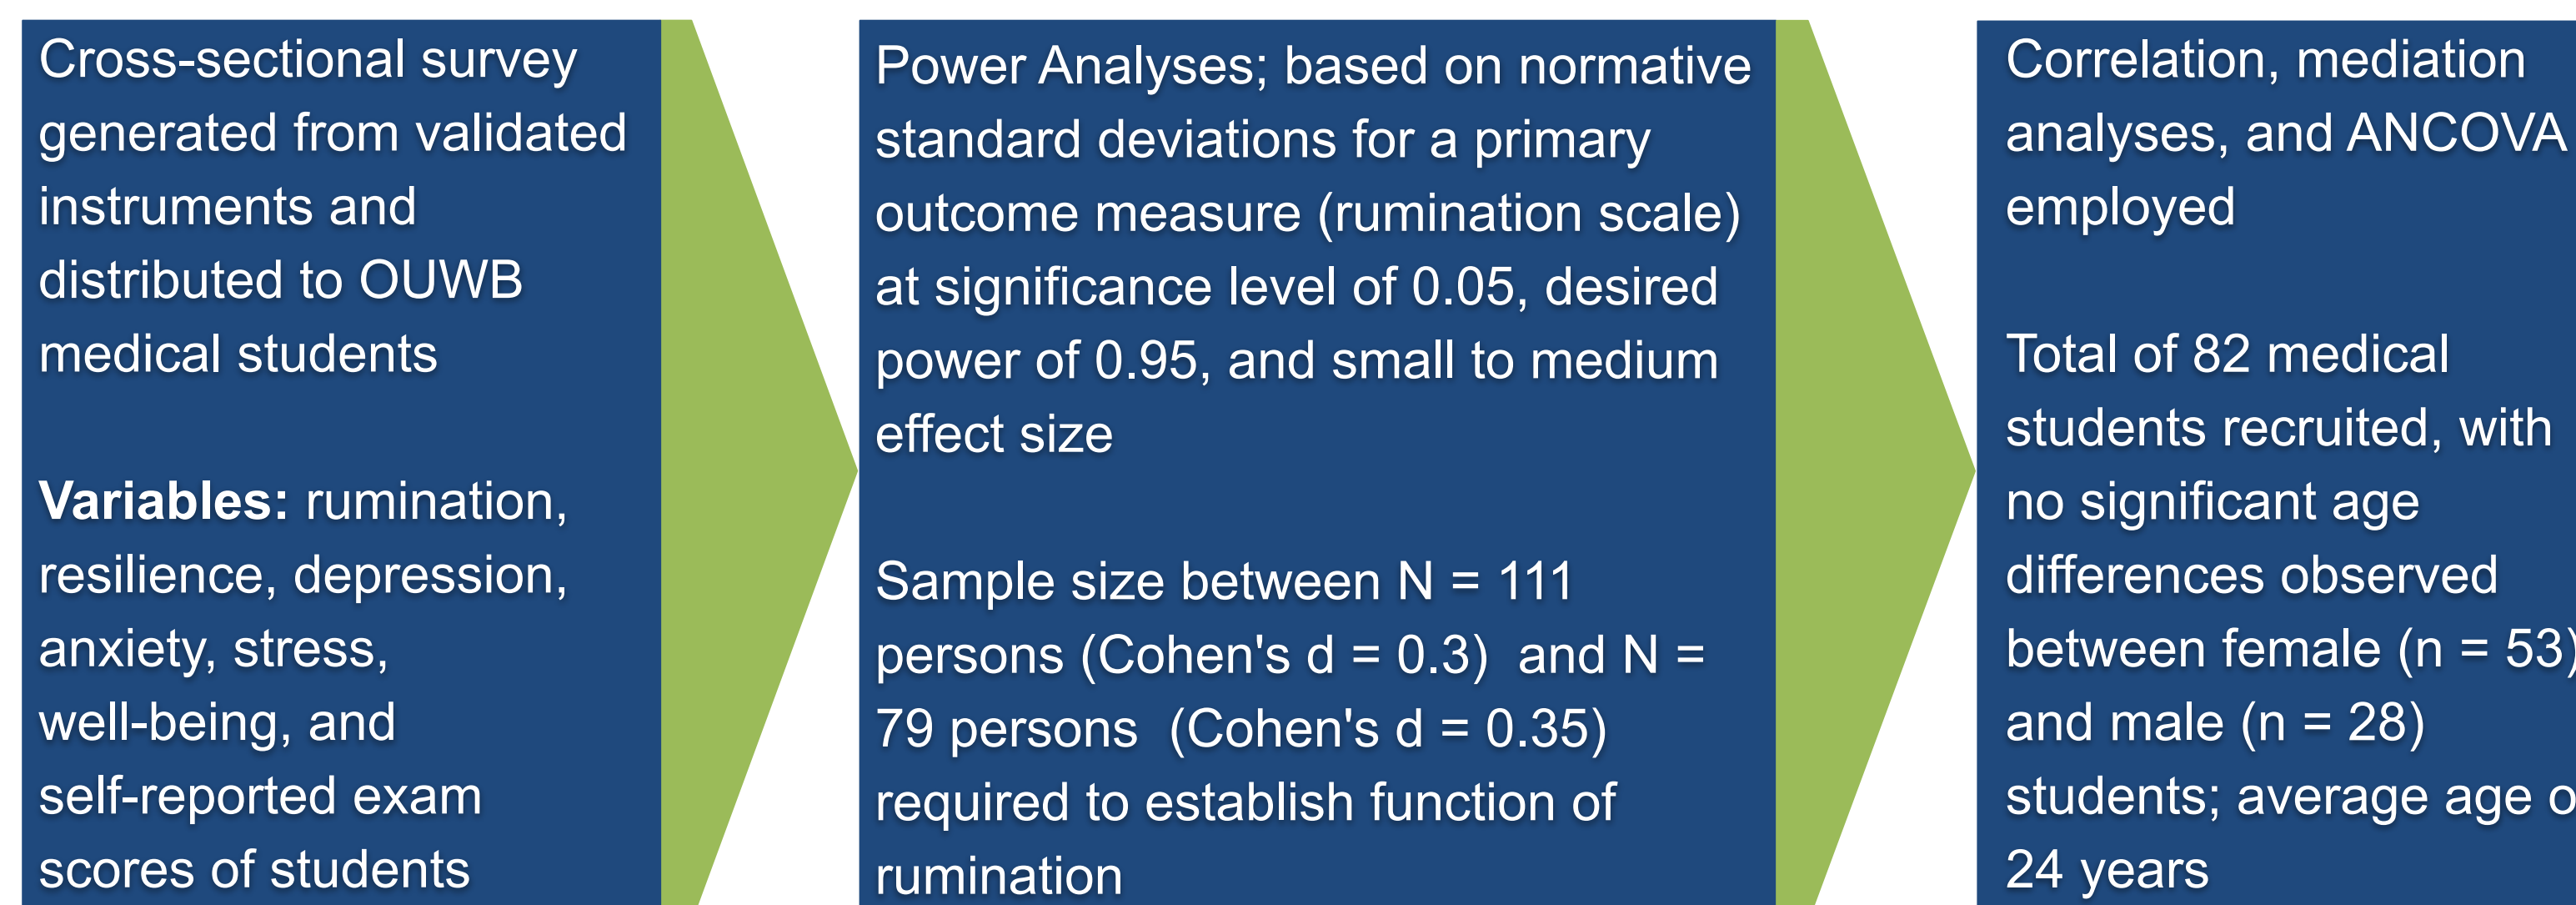 Cross-sectional survey
generated from validated
instruments and
distributed to OUWB
medical students
Variables: rumination,
resilience, depression,
anxiety, stress,
well-being, and
self-reported exam
scores of students
Power Analyses; based on normative
standard deviations for a primary
outcome measure (rumination scale)
at significance level of 0.05, desired
power of 0.95, and small to medium
effect size
Sample size between N = 111
persons (Cohen's d = 0.3)  and N =
79 persons  (Cohen's d = 0.35)
required to establish function of
rumination
Correlation, mediation
analyses, and ANCOVA
employed
Total of 82 medical
students recruited, with
no significant age
differences observed
between female (n = 53)
and male (n = 28)
students; average age
24 years